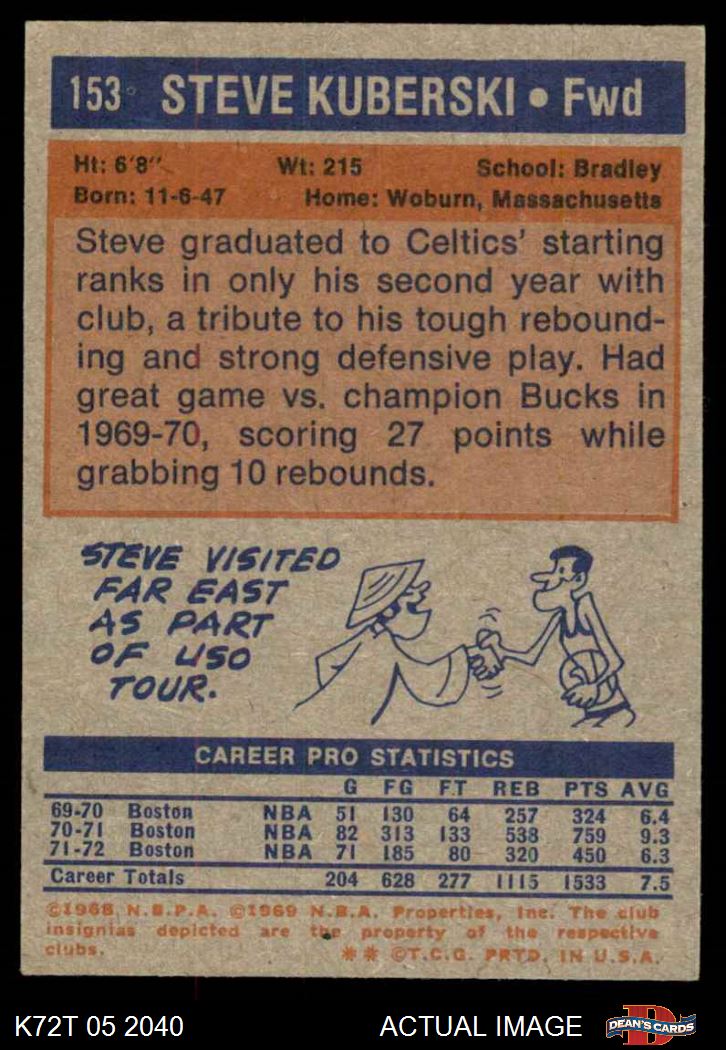 153 STEVE KUBERSKI • Fwd
Ht: 6'8" Wt: 215 School: Bradley
Born: 11-6-47 Home: Woburn, Massachusetts
Steve graduated to Celtics' starting
ranks in only his second year with
club, a tribute to his tough rebound-
ing and strong defensive play. Had
great game vs. champion Bucks in
1969-70, scoring 27 points while
grabbing 10 rebounds.
STEVE VISITED
FAR EAST
AS PART
OF USO
TOUR.
CAREER PRO STATISTICS
G FG FT REB PTS AVG
69-70 Boston NBA 51 130 64 257 324 6.4
70-71 Boston NBA 82 313 133 538 759 9.3
71-72 Boston NBA 71 185 80 320 450 6.3
Career Totals 204 628 277 1115 1533 7.5
©1968 N.B.P.A. ©1969 N.B.A. Properties, Inc. The club
insignias depicted are the property of the respective
clubs. ** ©T.C.G. PRTD. IN U.S.A.
K72T 05 2040 ACTUAL IMAGE DEAN'S CARDS